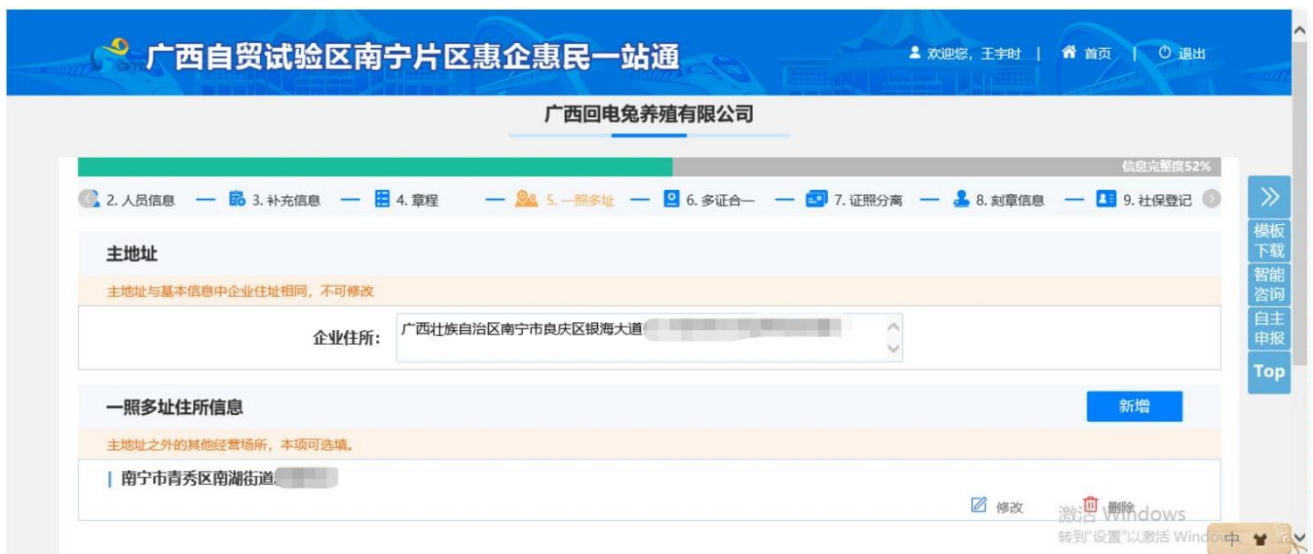 广西自贸试验区南宁片区惠企惠民一站通
欢迎您，王宇时 | 首页 | 退出
广西回电兔养殖有限公司
信息完整度52%
2. 人员信息 — 3. 补充信息 — 4. 章程 — 5. 一照多址 — 6. 多证合一 — 7. 证照分离 — 8. 刻章信息 — 9. 社保登记
模板
下载
智能
咨询
自主
申报
Top
主地址
主地址与基本信息中企业住址相同，不可修改
企业住所： 广西壮族自治区南宁市良庆区银海大道
一照多址住所信息 新增
主地址之外的其他经营场所，本项可选填。
南宁市青秀区南湖街道
修改 删除
激活 Windows
转到"设置"以激活 Windows
中